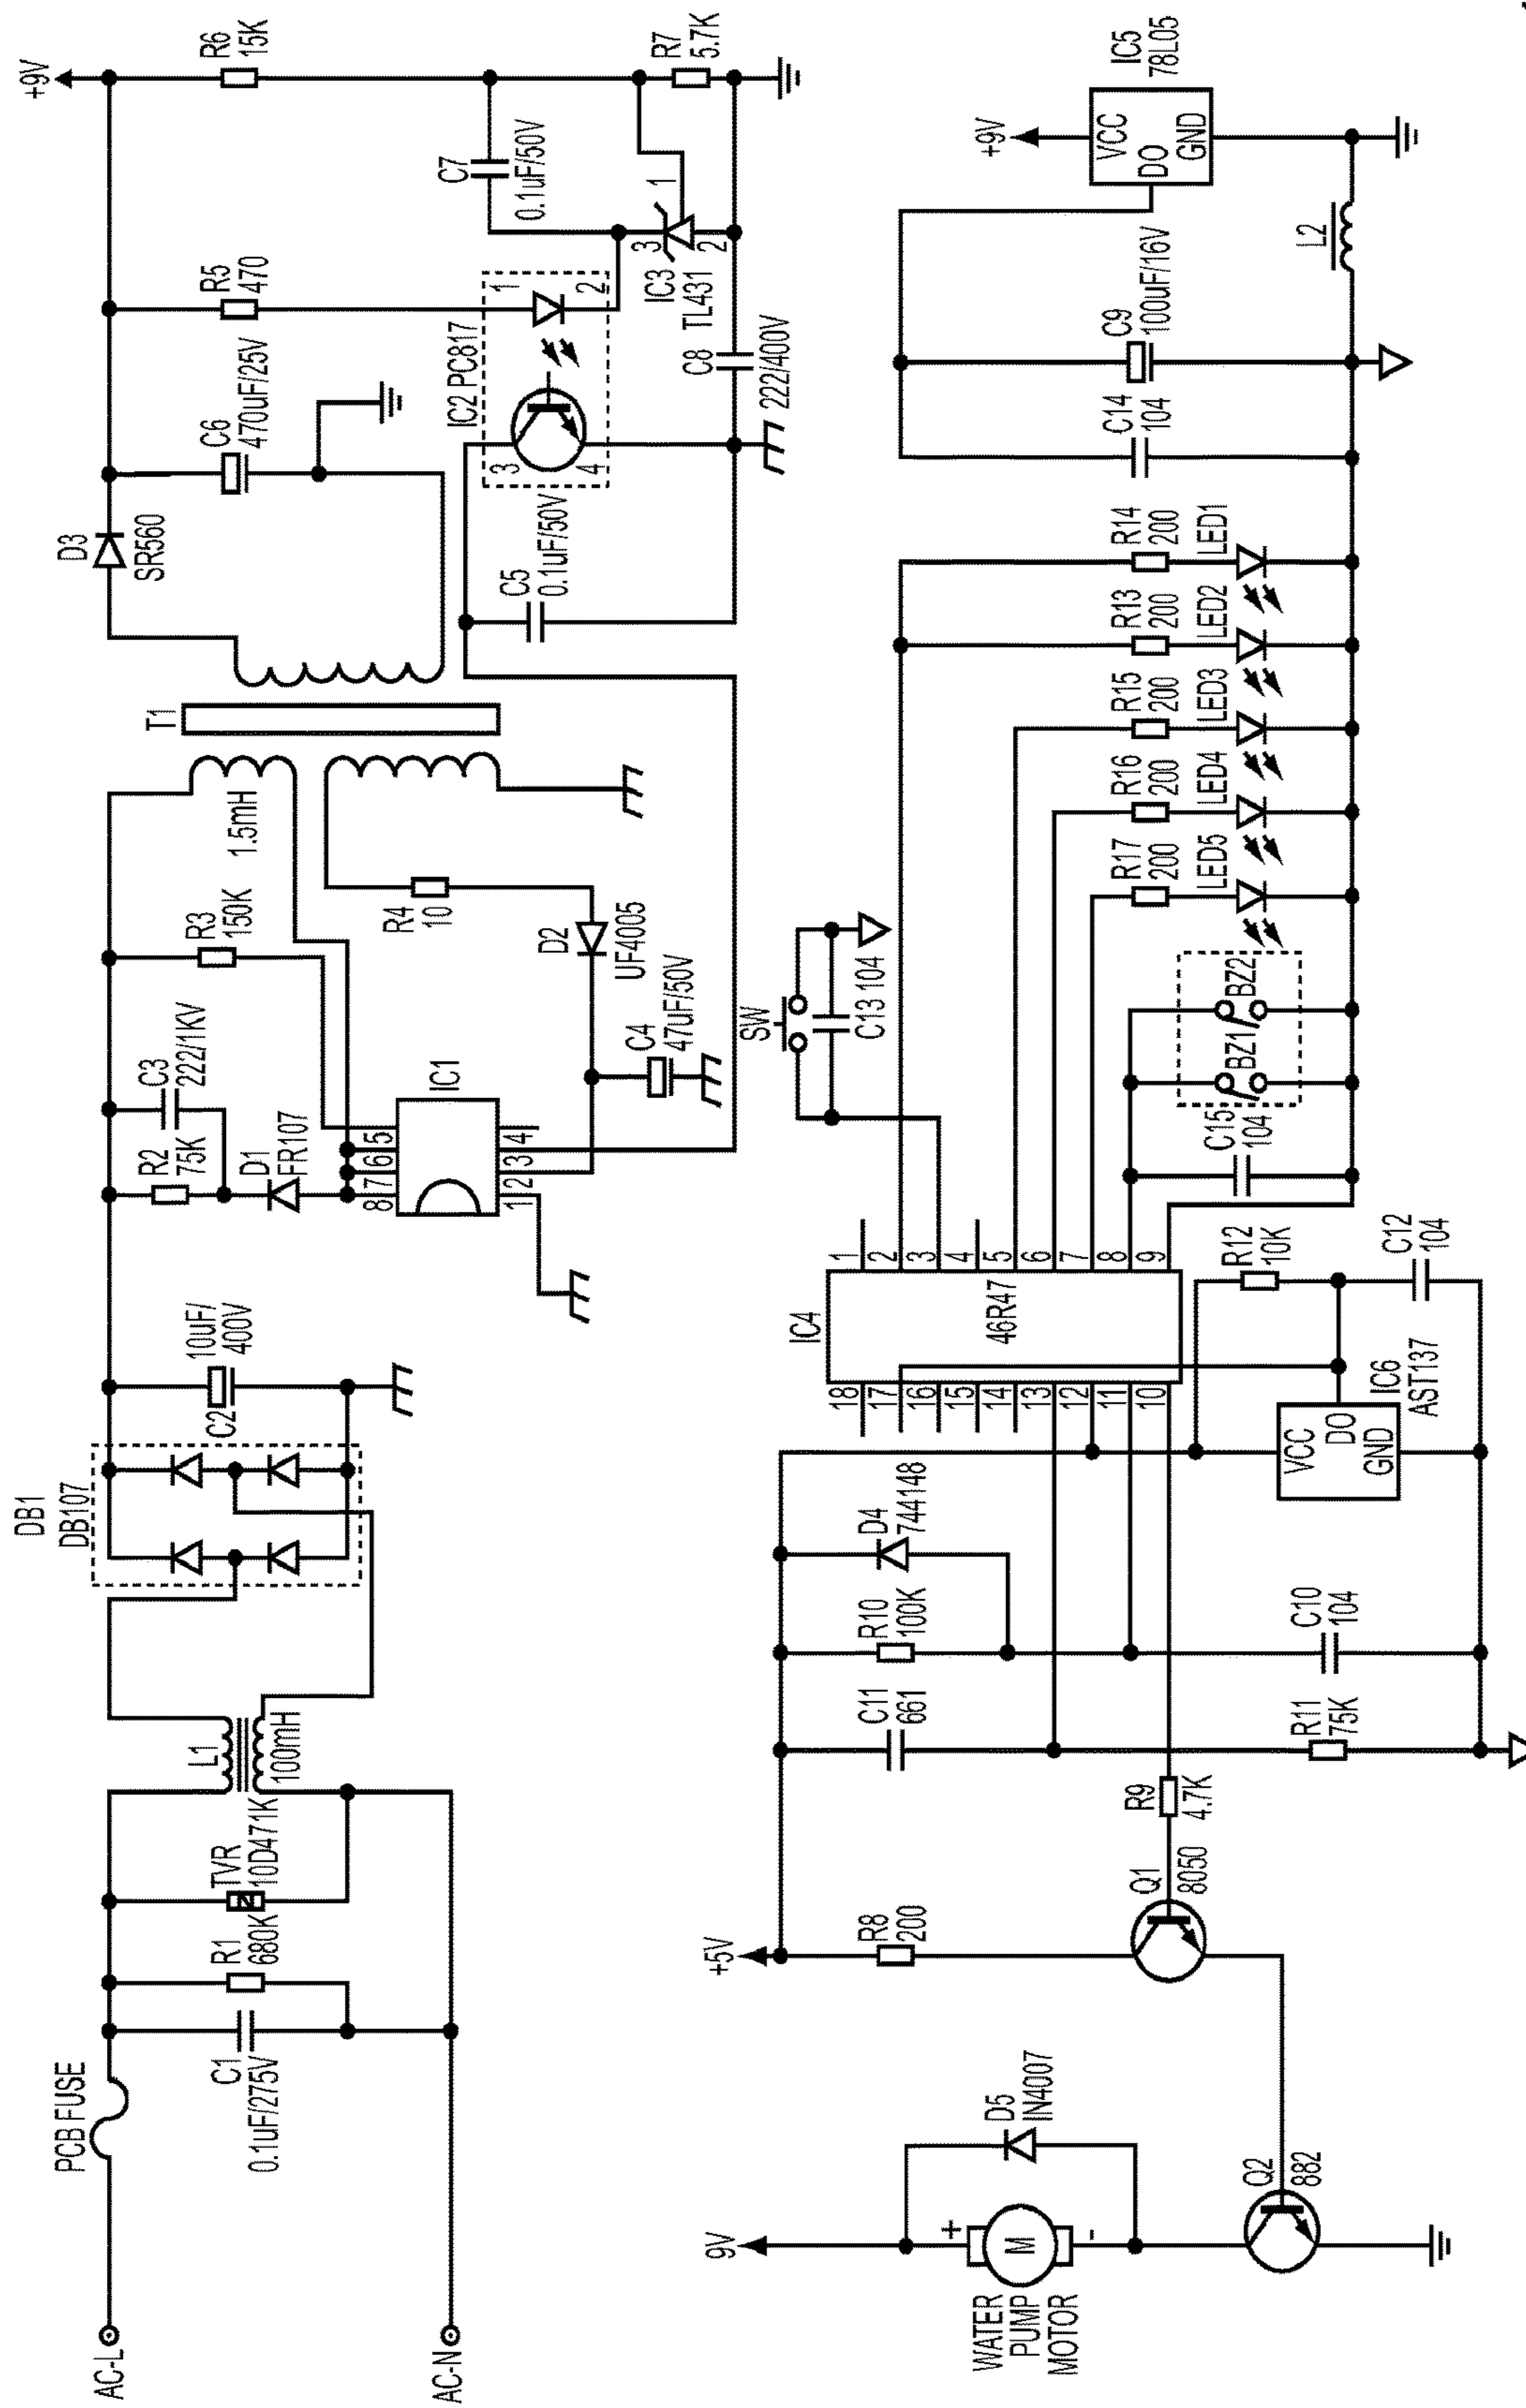 AC-L
AC-N
PCB FUSE
C1
0.1uF/275V
R1
680K
TVR
10D471K
L1
100mH
DB1
DB107
C2
10uF/
400V
R2
75K
C3
222/1KV
D1
FR107
R3
150K
8 7 6 5
1 2 3 4
IC1
1.5mH
T1
R4
10
D2
UF4005
C4
47uF/50V
D3
SR560
C6
470uF/25V
R5
470
+9V
R6
15K
C7
0.1uF/50V
R7
5.7K
IC2 PC817
1
2
3
4
C5
0.1uF/50V
IC3
TL431
3
1
2
C8
222/400V
9V
WATER
PUMP
MOTOR
+
M
-
D5
IN4007
Q2
882
+5V
R8
200
Q1
8050
R9
4.7K
C11
661
R11
75K
R10
100K
D4
744148
C10
104
IC4
46R47
18
17
16
15
14
13
12
11
10
1
2
3
4
5
6
7
8
9
VCC
DO
GND
IC6
AST137
R12
10K
C12
104
SW
C13 104
C15
104
BZ1
BZ2
R17
200
LED5
R16
200
LED4
R15
200
LED3
R13
200
LED2
R14
200
LED1
C14
104
C9
100uF/16V
L2
+9V
VCC
DO
GND
IC5
78L05